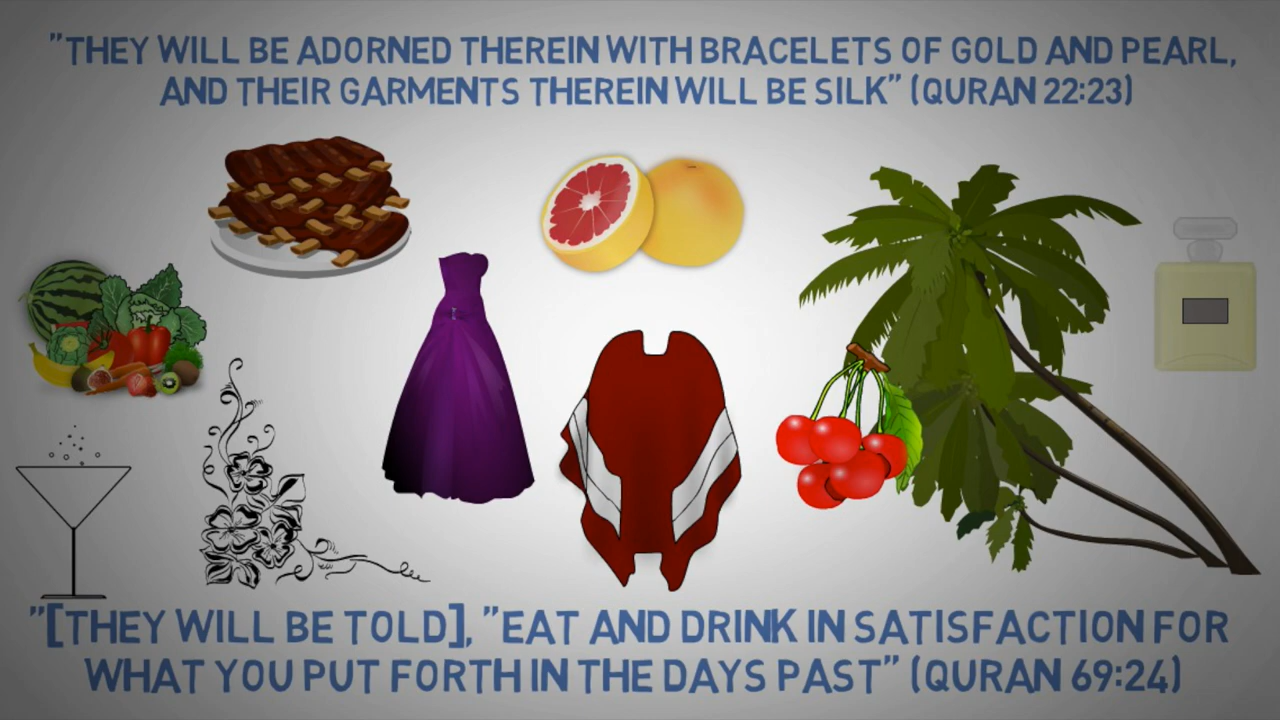 "THEY WILL BE ADORNED THEREIN WITH BRACELETS OF GOLD AND PEARL,
AND THEIR GARMENTS THEREIN WILL BE SILK" (QURAN 22:23)
"[THEY WILL BE TOLD], "EAT AND DRINK IN SATISFACTION FOR
WHAT YOU PUT FORTH IN THE DAYS PAST" (QURAN 69:24)